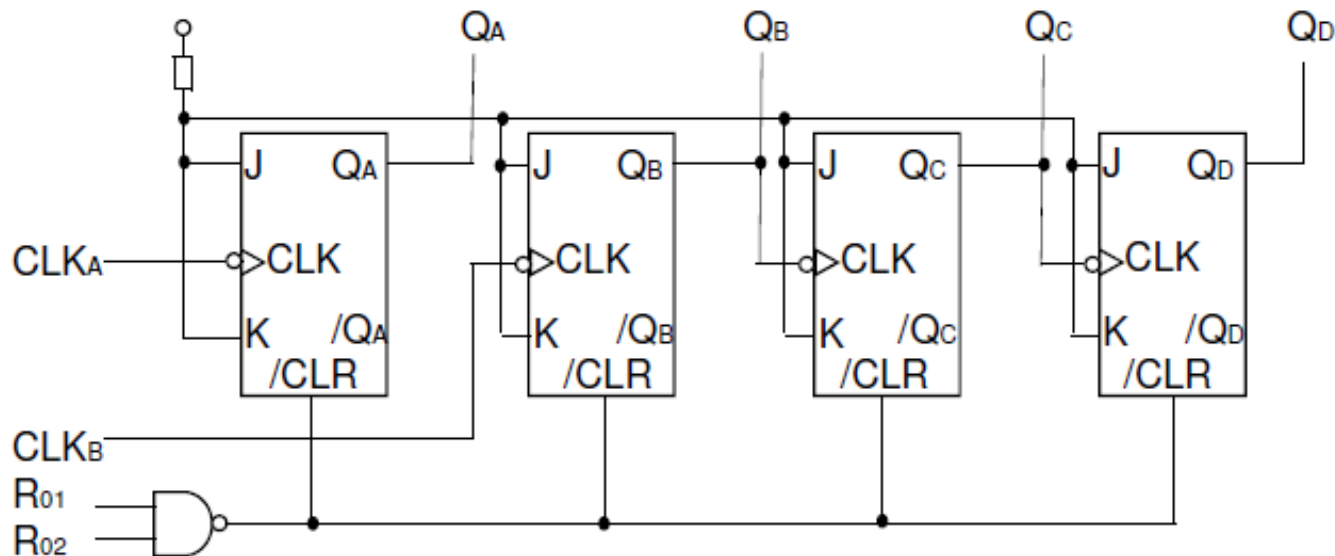 QA QB QC QD
J QA J QB J QC J QD
CLKA CLK CLK CLK CLK
K /QA K /QB K /QC K /QD
/CLR /CLR /CLR /CLR
CLKB
R01
R02